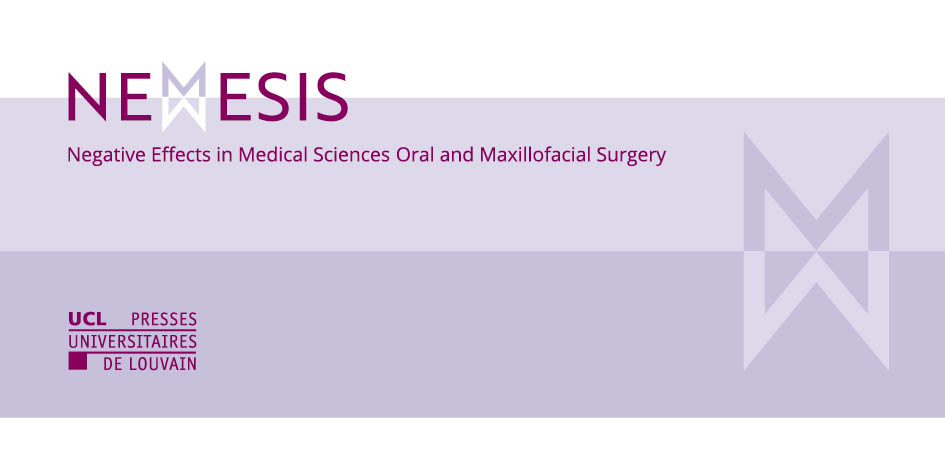 NEMESIS
Negative Effects in Medical Sciences Oral and Maxillofacial Surgery
UCL PRESSES
UNIVERSITAIRES
DE LOUVAIN